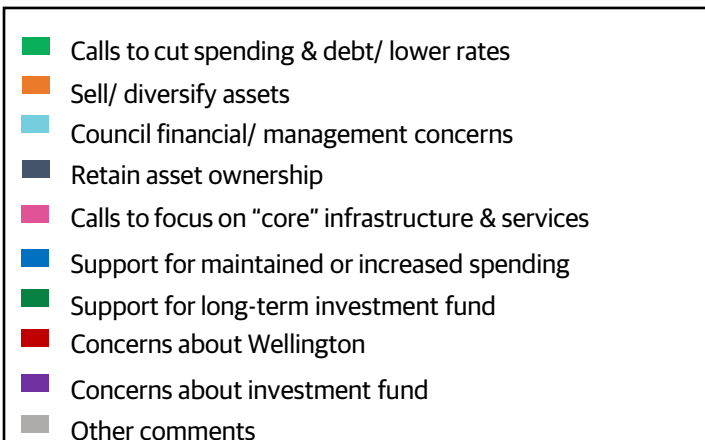 Calls to cut spending & debt/ lower rates
Sell/ diversify assets
Council financial/ management concerns
Retain asset ownership
Calls to focus on “core” infrastructure & services
Support for maintained or increased spending
Support for long-term investment fund
Concerns about Wellington
Concerns about investment fund
Other comments